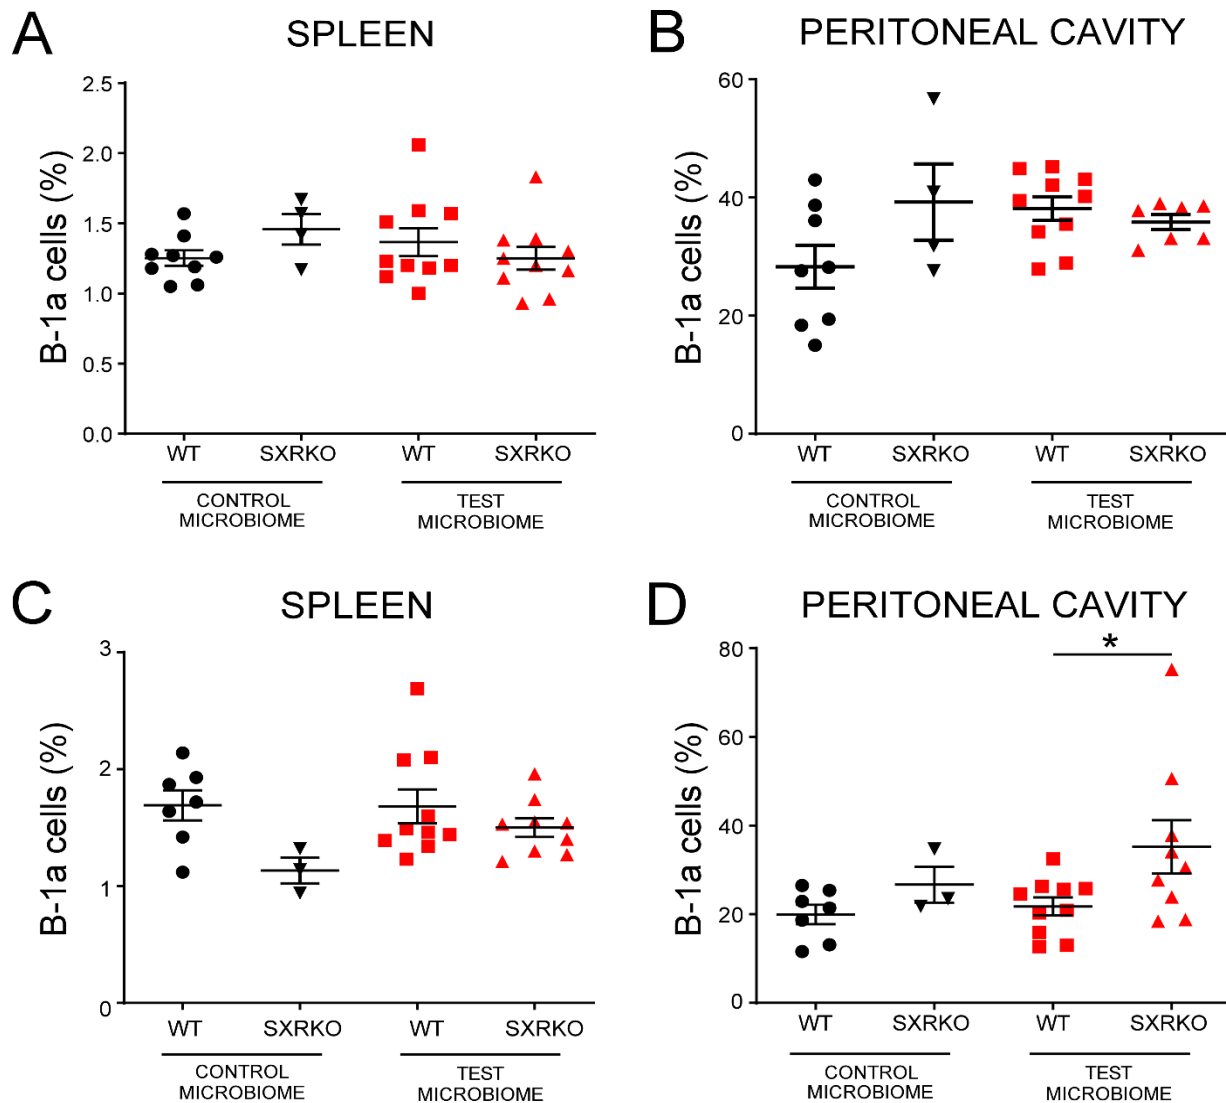 A
SPLEEN
B-1a cells (%)
2.5
2.0
1.5
1.0
0.5
0.0
WT
SXRKO
WT
SXRKO
CONTROL
MICROBIOME
TEST
MICROBIOME
B
PERITONEAL CAVITY
B-1a cells (%)
60
40
20
0
WT
SXRKO
WT
SXRKO
CONTROL
MICROBIOME
TEST
MICROBIOME
C
SPLEEN
B-1a cells (%)
3
2
1
0
WT
SXRKO
WT
SXRKO
CONTROL
MICROBIOME
TEST
MICROBIOME
D
PERITONEAL CAVITY
B-1a cells (%)
80
60
40
20
0
*
WT
SXRKO
WT
SXRKO
CONTROL
MICROBIOME
TEST
MICROBIOME